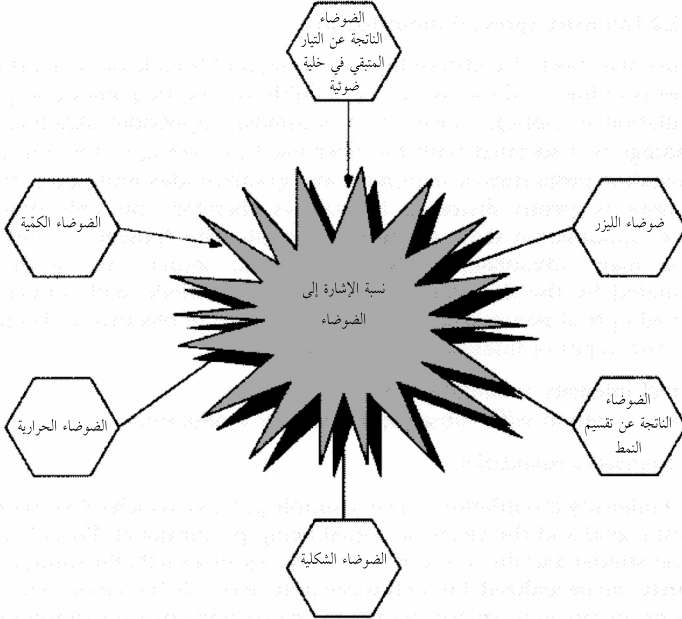 الضوضاء
الناتجة عن التيار
المتبقي في خلية
ضوئية
الضوضاء الكمّية
ضوضاء الليزر
نسبة الإشارة إلى
الضوضاء
الضوضاء الحرارية
الضوضاء
الناتجة عن تقسيم
النمط
الضوضاء الشكلية